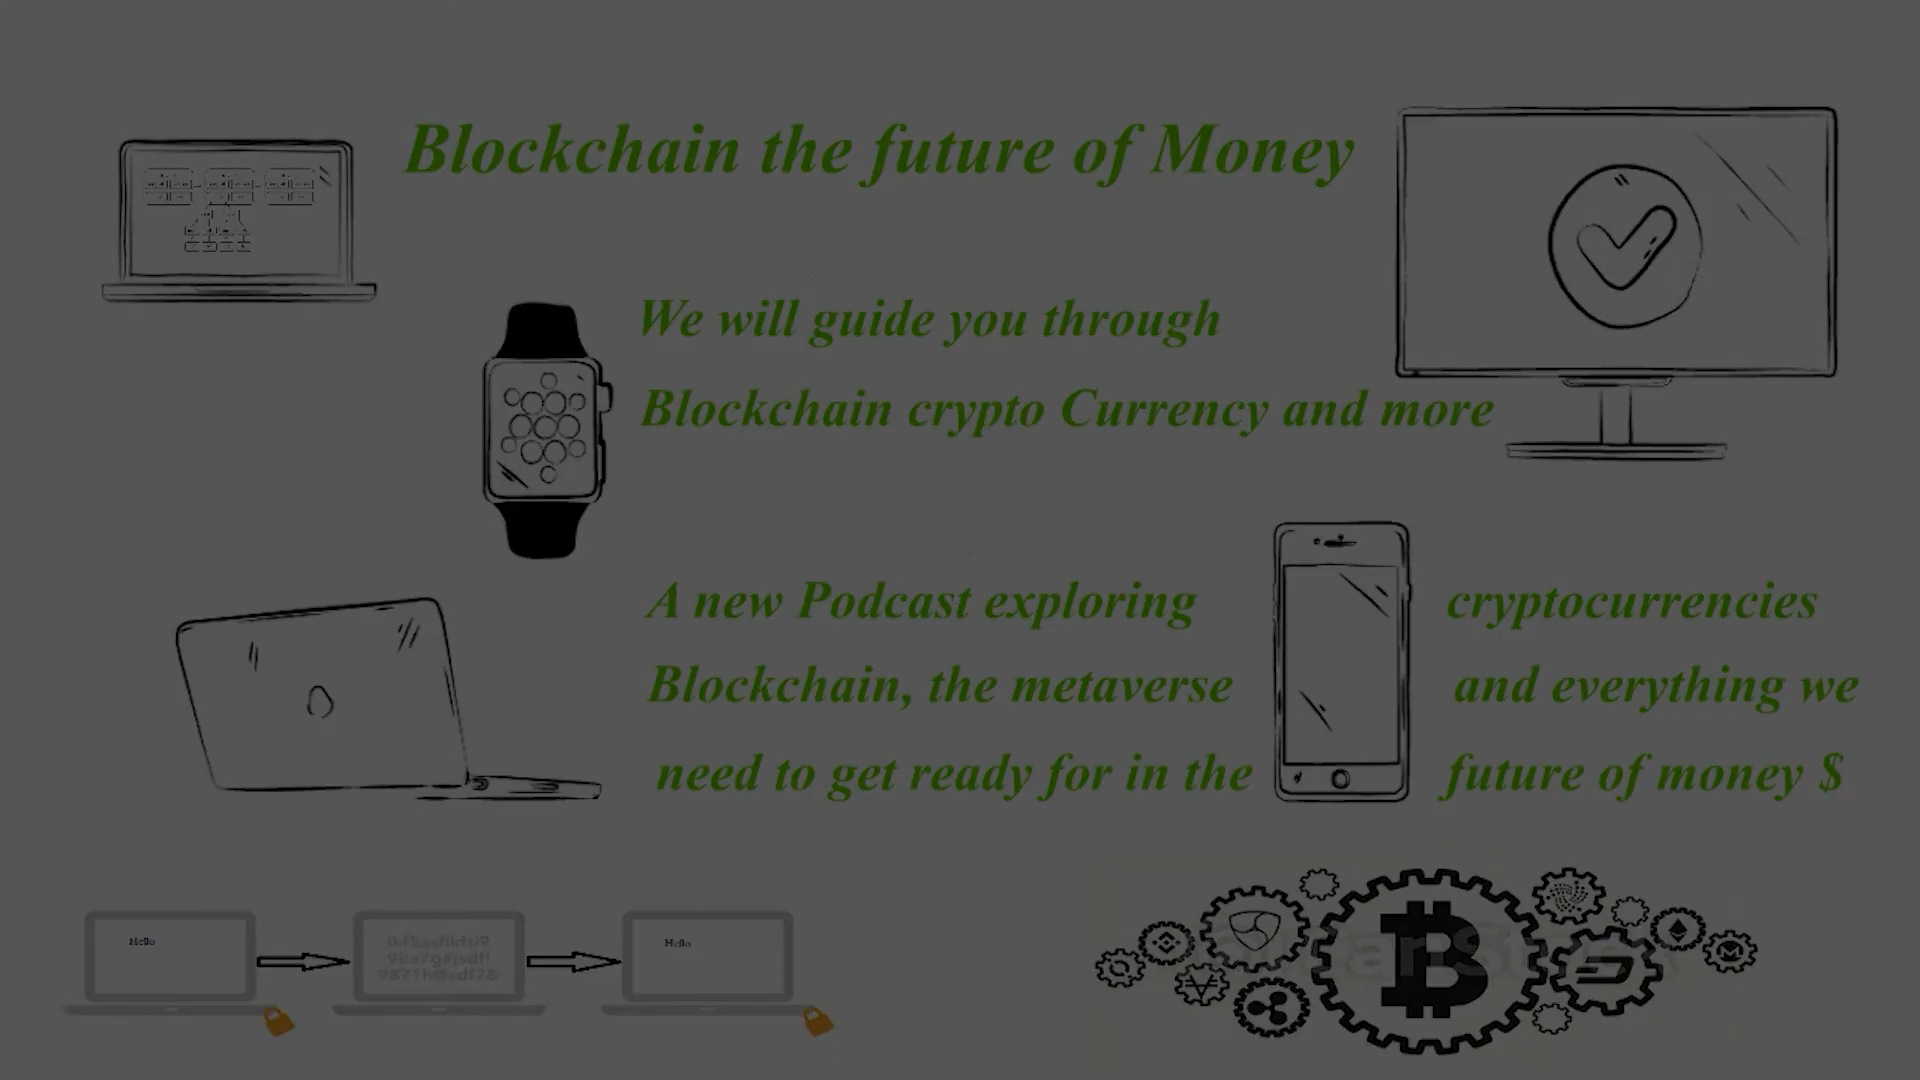 Blockchain the future of Money
We will guide you through
Blockchain crypto Currency and more
A new Podcast exploring cryptocurrencies
Blockchain, the metaverse and everything we
need to get ready for in the future of money $
Hello
Hello